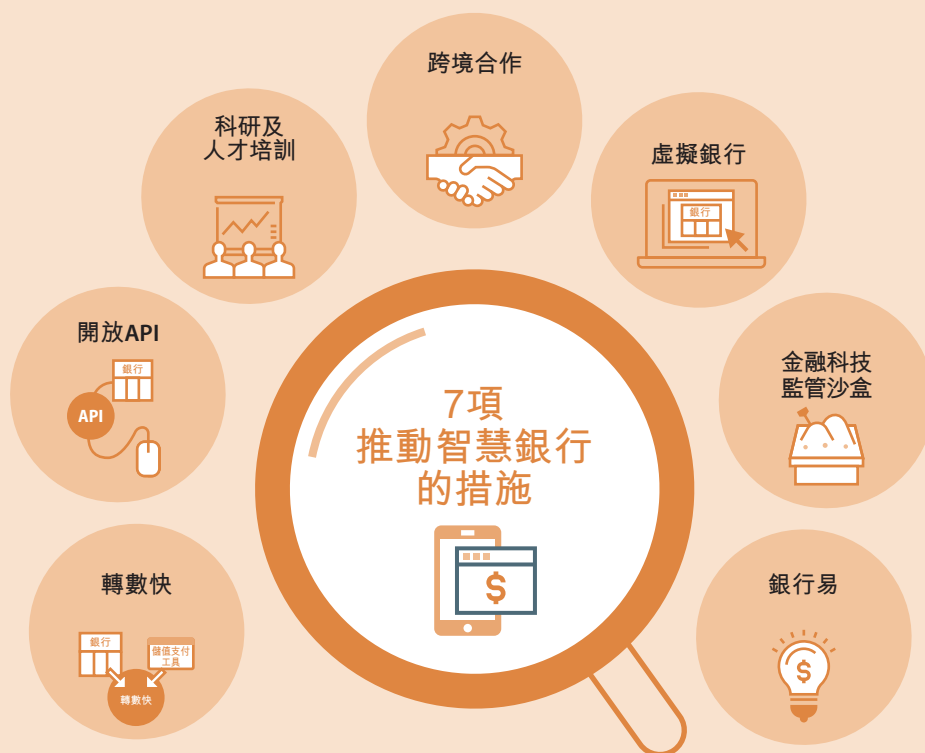 跨境合作
科研及
人才培訓
虛擬銀行
銀行
開放API
銀行
API
金融科技
監管沙盒
7項
推動智慧銀行
的措施
$
轉數快
銀行
儲值支付
工具
轉數快
銀行易
$